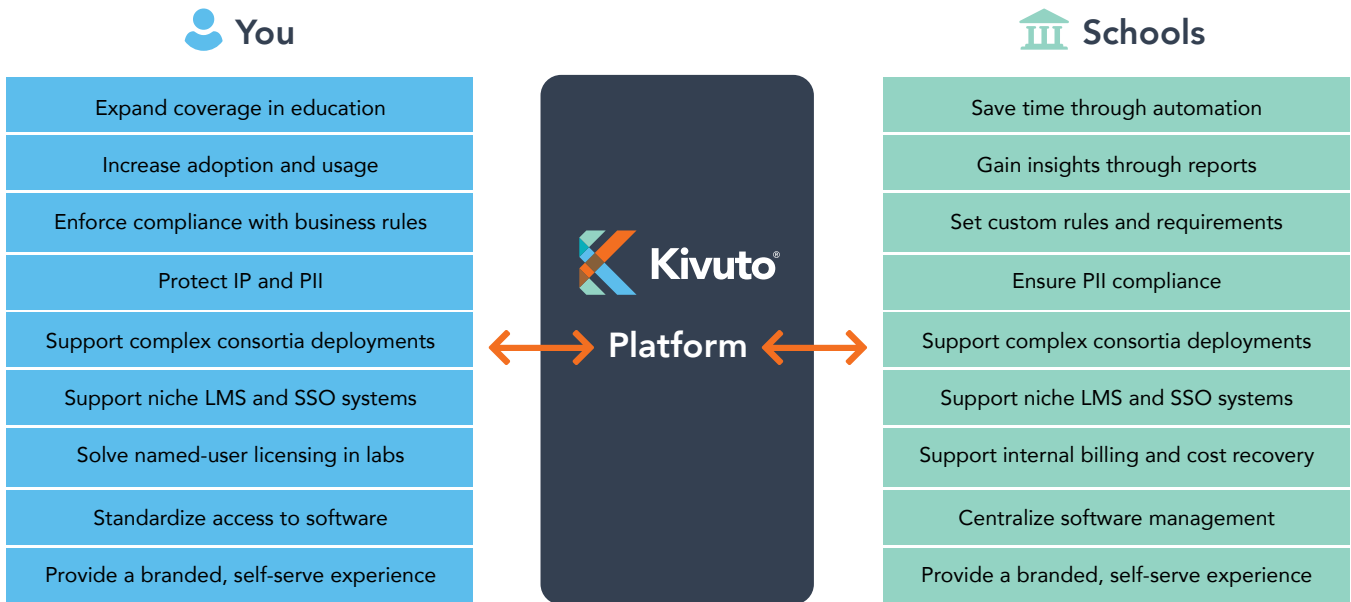 You
Expand coverage in education
Increase adoption and usage
Enforce compliance with business rules
Protect IP and PII
Support complex consortia deployments
Support niche LMS and SSO systems
Solve named-user licensing in labs
Standardize access to software
Provide a branded, self-serve experience
Kivuto®
Platform
Schools
Save time through automation
Gain insights through reports
Set custom rules and requirements
Ensure PII compliance
Support complex consortia deployments
Support niche LMS and SSO systems
Support internal billing and cost recovery
Centralize software management
Provide a branded, self-serve experience